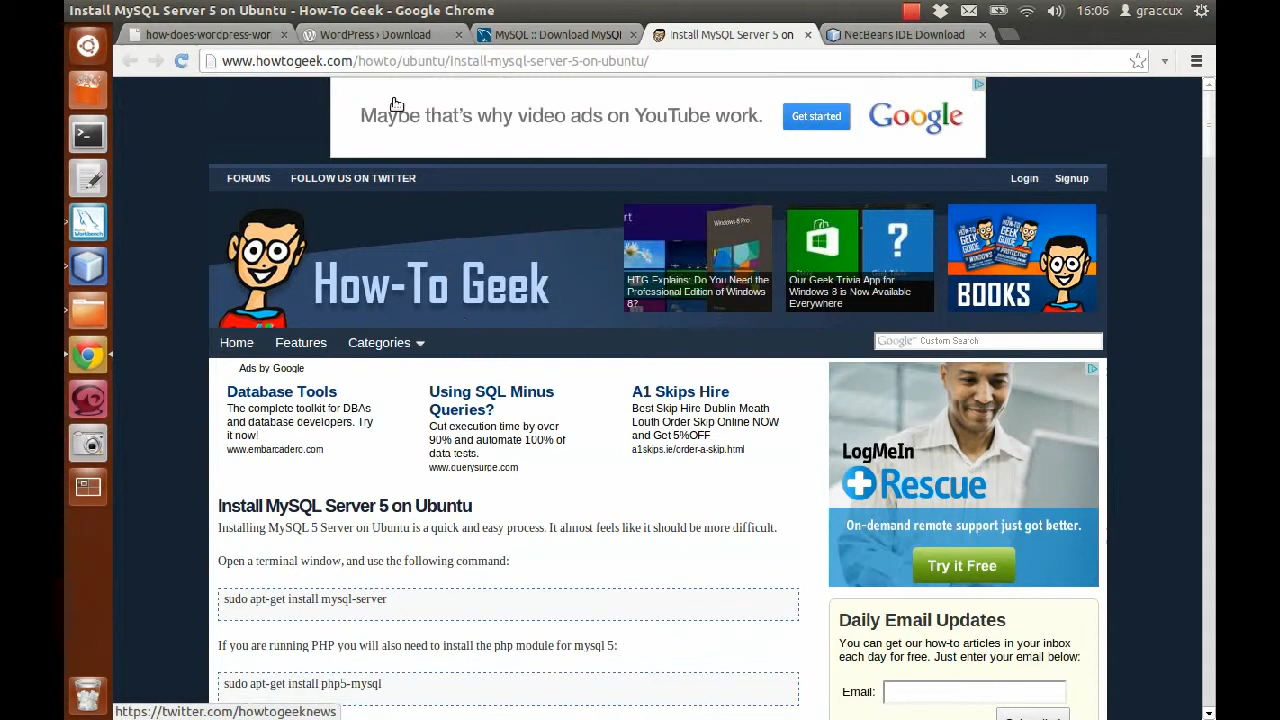 Install MySQL Server 5 on Ubuntu - How-To Geek - Google Chrome
16:06
graccux
how-does-wordpress-wor
WordPress › Download
MySQL :: Download MySQL
Install MySQL Server 5 on
NetBeans IDE Download
www.howtogeek.com/howto/ubuntu/install-mysql-server-5-on-ubuntu/
Maybe that's why video ads on YouTube work.
Get started
Google
FORUMS
FOLLOW US ON TWITTER
Login
Signup
How-To Geek
Windows 8 Pro
HTG Explains: Do You Need the
Professional Edition of Windows
8?
Our Geek Trivia App for
Windows 8 is Now Available
Everywhere
BOOKS
Home
Features
Categories
Google™ Custom Search
Ads by Google
Database Tools
The complete toolkit for DBAs
and database developers. Try
it now!
www.embarcadero.com
Using SQL Minus
Queries?
Cut execution time by over
90% and automate 100% of
data tests.
www.querysurge.com
A1 Skips Hire
Best Skip Hire Dublin Meath
Louth Order Skip Online NOW
and Get 5%OFF
a1skips.ie/order-a-skip.html
LogMeIn
Rescue
On-demand remote support just got better.
Try it Free
Install MySQL Server 5 on Ubuntu
Installing MySQL 5 Server on Ubuntu is a quick and easy process. It almost feels like it should be more difficult.
Open a terminal window, and use the following command:
sudo apt-get install mysql-server
If you are running PHP you will also need to install the php module for mysql 5:
sudo apt-get install php5-mysql
Daily Email Updates
You can get our how-to articles in your inbox
each day for free. Just enter your email below:
Email:
https://twitter.com/howtogeeknews